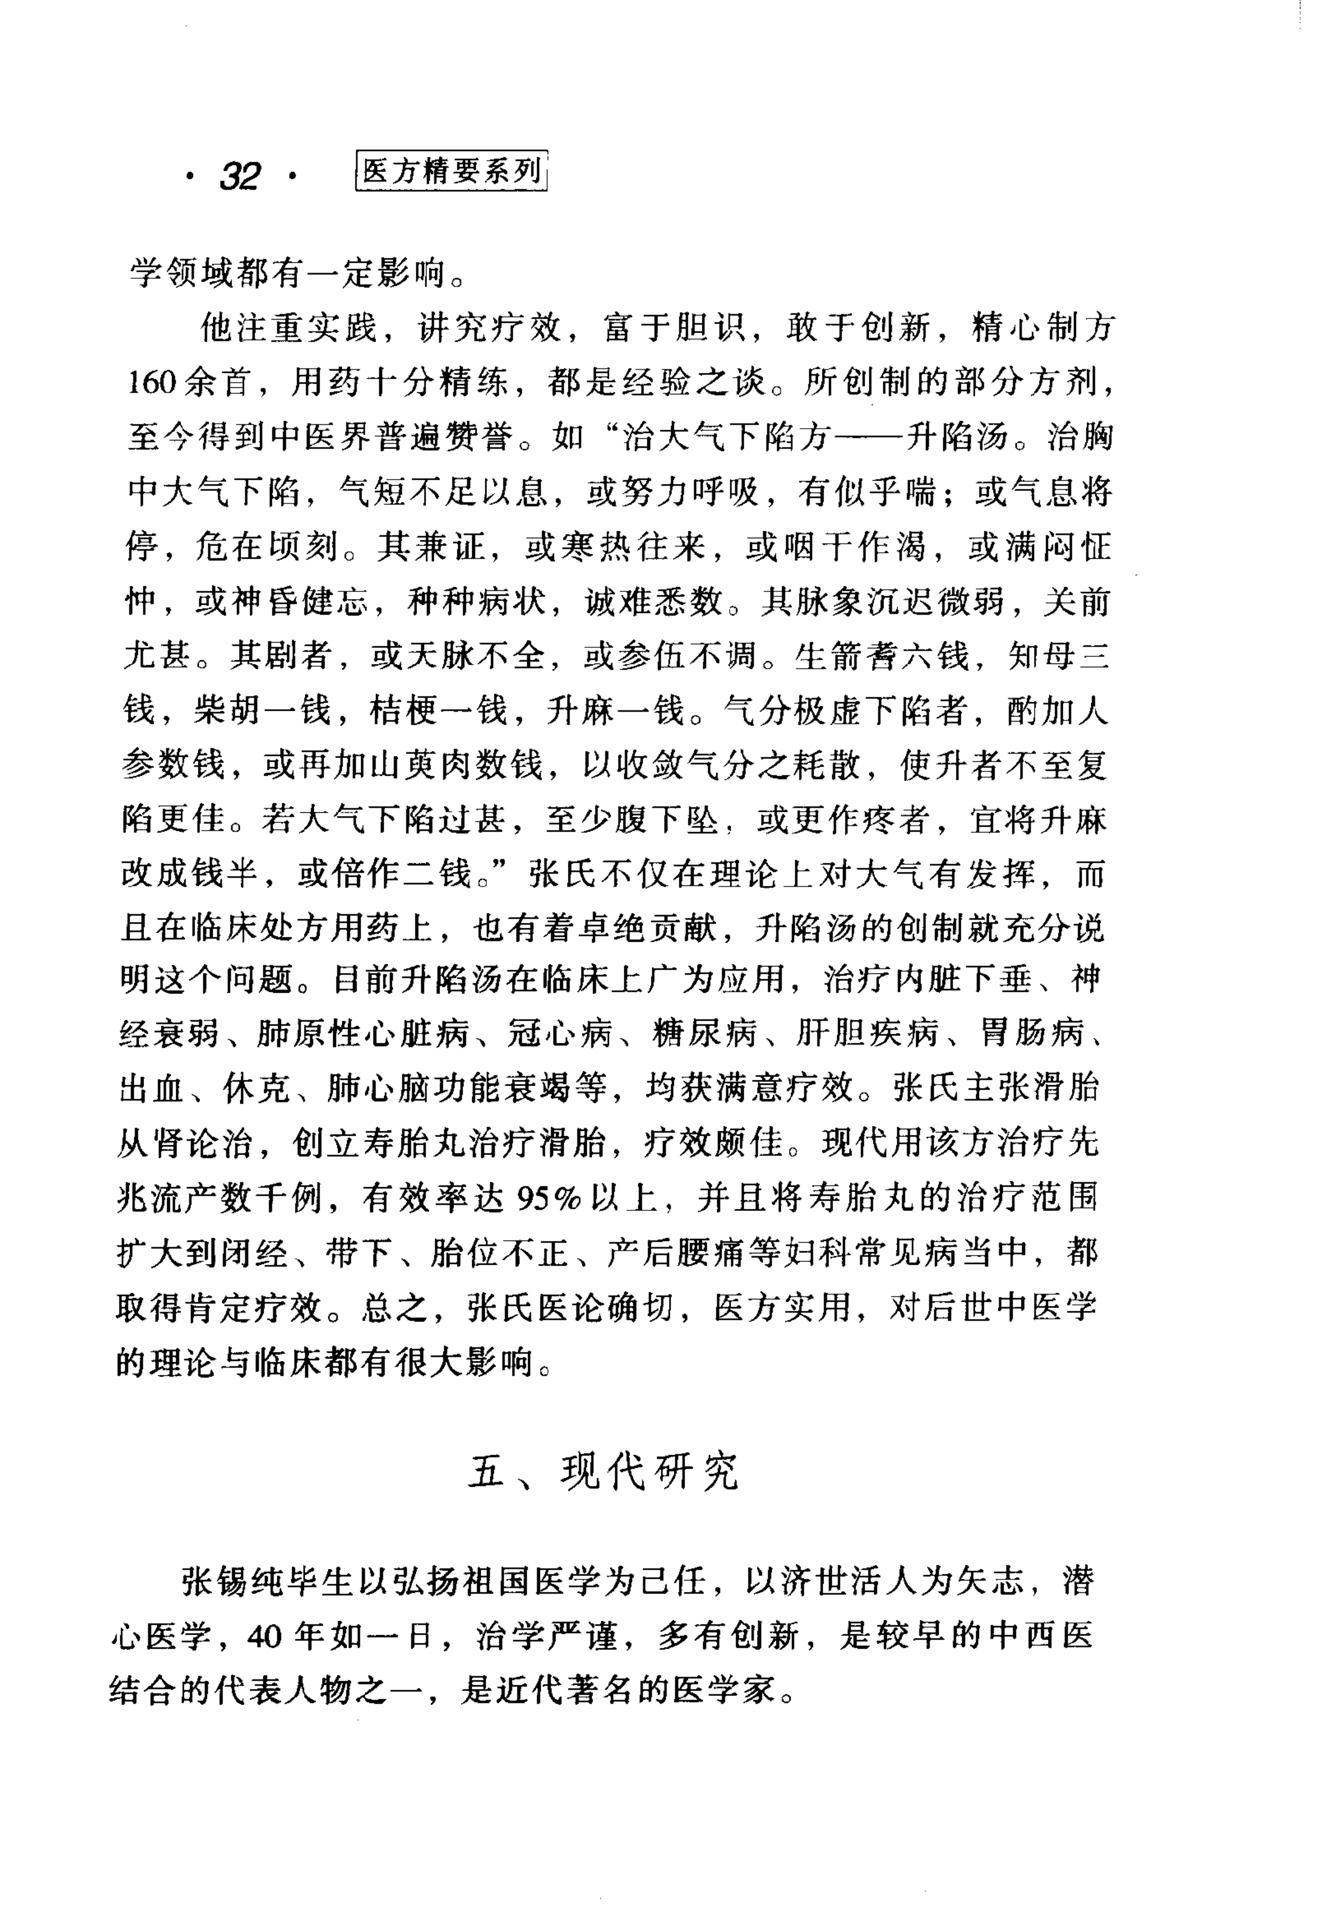 · 32 · 医方精要系列
学领域都有一定影响。
他注重实践，讲究疗效，富于胆识，敢于创新，精心制方
160余首，用药十分精练，都是经验之谈。所创制的部分方剂，
至今得到中医界普遍赞誉。如“治大气下陷方——升陷汤。治胸
中大气下陷，气短不足以息，或努力呼吸，有似乎喘；或气息将
停，危在顷刻。其兼证，或寒热往来，或咽干作渴，或满闷怔
忡，或神昏健忘，种种病状，诚难悉数。其脉象沉迟微弱，关前
尤甚。其剧者，或天脉不全，或参伍不调。生箭耆六钱，知母三
钱，柴胡一钱，桔梗一钱，升麻一钱。气分极虚下陷者，酌加人
参数钱，或再加山萸肉数钱，以收敛气分之耗散，使升者不至复
陷更佳。若大气下陷过甚，至少腹下坠，或更作疼者，宜将升麻
改成钱半，或倍作二钱。”张氏不仅在理论上对大气有发挥，而
且在临床处方用药上，也有着卓绝贡献，升陷汤的创制就充分说
明这个问题。目前升陷汤在临床上广为应用，治疗内脏下垂、神
经衰弱、肺原性心脏病、冠心病、糖尿病、肝胆疾病、胃肠病、
出血、休克、肺心脑功能衰竭等，均获满意疗效。张氏主张滑胎
从肾论治，创立寿胎丸治疗滑胎，疗效颇佳。现代用该方治疗先
兆流产数千例，有效率达 95%以上，并且将寿胎丸的治疗范围
扩大到闭经、带下、胎位不正、产后腰痛等妇科常见病当中，都
取得肯定疗效。总之，张氏医论确切，医方实用，对后世中医学
的理论与临床都有很大影响。
五、现代研究
张锡纯毕生以弘扬祖国医学为己任，以济世活人为矢志，潜
心医学，40 年如一日，治学严谨，多有创新，是较早的中西医
结合的代表人物之一，是近代著名的医学家。